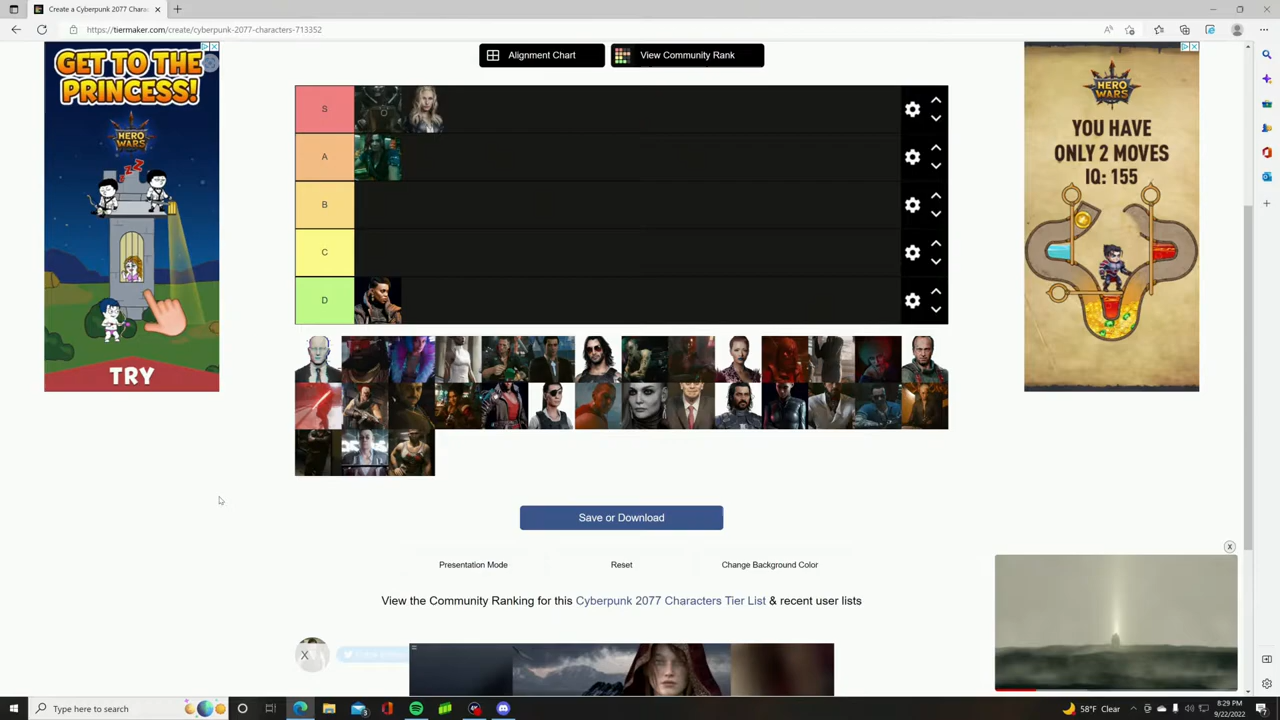 Create a Cyberpunk 2077 Charac
https://tiermaker.com/create/cyberpunk-2077-characters-713352
GET TO THE
PRINCESS!
HERO
WARS
TRY
Alignment Chart
View Community Rank
S
A
B
C
D
HERO
WARS
YOU HAVE
ONLY 2 MOVES
IQ: 155
Save or Download
Presentation Mode
Reset
Change Background Color
View the Community Ranking for this Cyberpunk 2077 Characters Tier List & recent user lists
X
X
Type here to search
58°F Clear
8:29 PM
9/22/2022